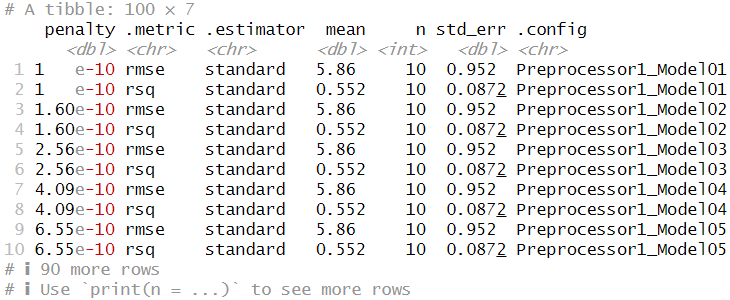 # A tibble: 100 × 7
penalty .metric .estimator mean n std_err .config
<dbl> <chr> <chr> <dbl> <int> <dbl> <chr>
1 1 e-10 rmse standard 5.86 10 0.952 Preprocessor1_Model01
2 1 e-10 rsq standard 0.552 10 0.0872 Preprocessor1_Model01
3 1.60e-10 rmse standard 5.86 10 0.952 Preprocessor1_Model02
4 1.60e-10 rsq standard 0.552 10 0.0872 Preprocessor1_Model02
5 2.56e-10 rmse standard 5.86 10 0.952 Preprocessor1_Model03
6 2.56e-10 rsq standard 0.552 10 0.0872 Preprocessor1_Model03
7 4.09e-10 rmse standard 5.86 10 0.952 Preprocessor1_Model04
8 4.09e-10 rsq standard 0.552 10 0.0872 Preprocessor1_Model04
9 6.55e-10 rmse standard 5.86 10 0.952 Preprocessor1_Model05
10 6.55e-10 rsq standard 0.552 10 0.0872 Preprocessor1_Model05
# ℹ 90 more rows
# ℹ Use `print(n = ...)` to see more rows